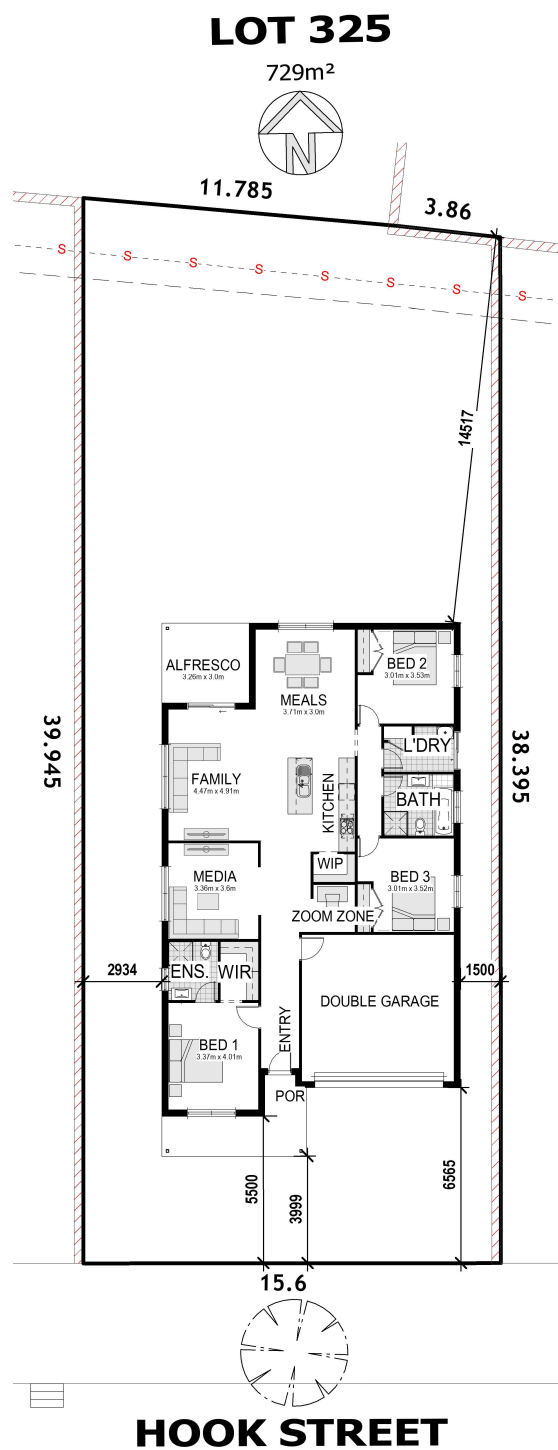 LOT 325
729m²
N
11.785
3.86
S S S S S S S S
14517
39.945
38.395
ALFRESCO
3.26m x 3.0m
MEALS
3.71m x 3.0m
BED 2
3.01m x 3.53m
L'DRY
FAMILY
4.47m x 4.91m
KITCHEN
BATH
WIP
MEDIA
3.36m x 3.6m
BED 3
3.01m x 3.52m
ZOOM ZONE
2934
ENS.
WIR
1500
DOUBLE GARAGE
ENTRY
BED 1
3.37m x 4.01m
POR
5500
3999
6565
15.6
HOOK STREET